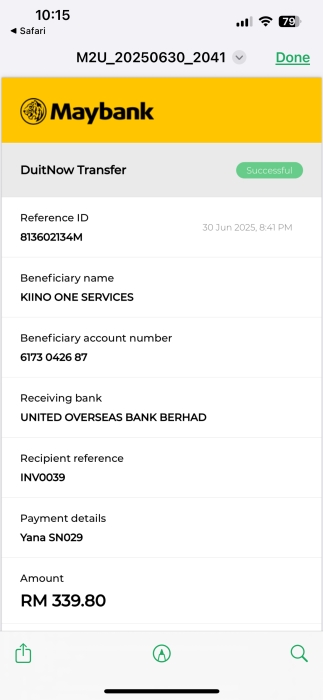 10:15
79
◄ Safari
M2U_20250630_2041
Done
Maybank
DuitNow Transfer
Successful
Reference ID
813602134M
30 Jun 2025, 8:41 PM
Beneficiary name
KIINO ONE SERVICES
Beneficiary account number
6173 0426 87
Receiving bank
UNITED OVERSEAS BANK BERHAD
Recipient reference
INV0039
Payment details
Yana SN029
Amount
RM 339.80